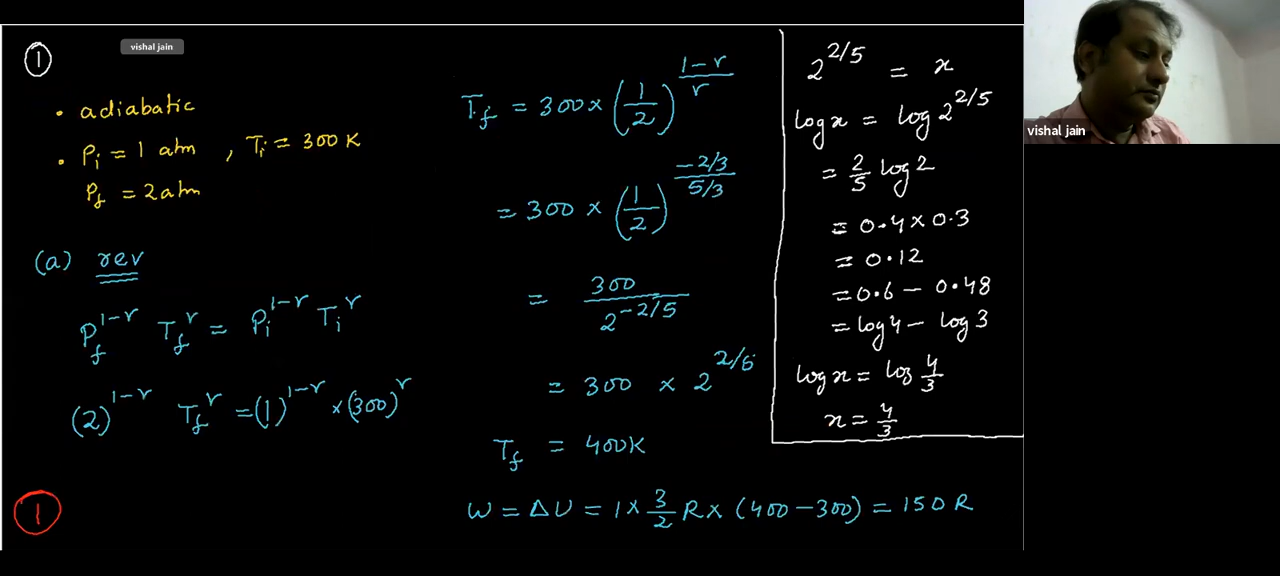 ①
vishal jain
• adiabatic
• Pi = 1 atm , Ti = 300 K
Pf = 2 atm
(a) rev
Pf^1-r Tf^r = Pi^1-r Ti^r
(2)^1-r Tf^r = (1)^1-r × (300)^r
①
Tf = 300 × (1/2)^(1-r)/r
= 300 × (1/2)^(-2/3)/(5/3)
= 300/2^-2/5
= 300 × 2^2/5
Tf = 400K
W = ΔU = 1 × 3/2 R × (400 – 300) = 150 R
2^2/5 = x
log x = log 2^2/5
= 2/5 log 2
= 0.4 × 0.3
= 0.12
= 0.6 – 0.48
= log 4 – log 3
log x = log 4/3
x = 4/3
vishal jain